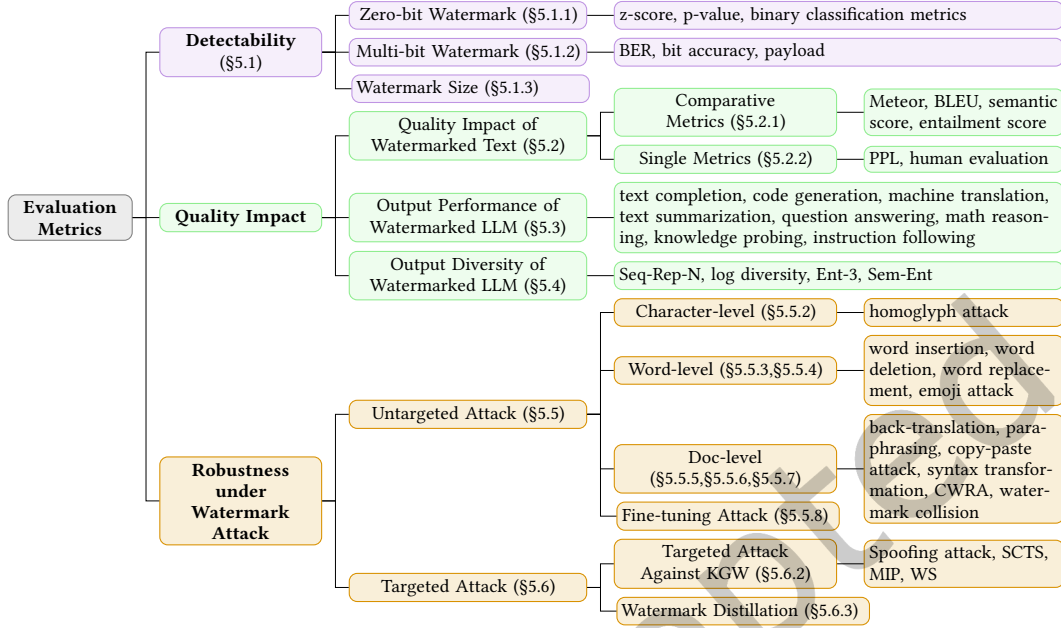 Evaluation
Metrics
Detectability
(§5.1)
Zero-bit Watermark (§5.1.1)
z-score, p-value, binary classification metrics
Multi-bit Watermark (§5.1.2)
BER, bit accuracy, payload
Watermark Size (§5.1.3)
Quality Impact
Quality Impact of
Watermarked Text (§5.2)
Comparative
Metrics (§5.2.1)
Meteor, BLEU, semantic
score, entailment score
Single Metrics (§5.2.2)
PPL, human evaluation
Output Performance of
Watermarked LLM (§5.3)
text completion, code generation, machine translation,
text summarization, question answering, math reason-
ing, knowledge probing, instruction following
Output Diversity of
Watermarked LLM (§5.4)
Seq-Rep-N, log diversity, Ent-3, Sem-Ent
Robustness
under
Watermark
Attack
Untargeted Attack (§5.5)
Character-level (§5.5.2)
homoglyph attack
Word-level (§5.5.3,§5.5.4)
word insertion, word
deletion, word replace-
ment, emoji attack
Doc-level
(§5.5.5,§5.5.6,§5.5.7)
back-translation, para-
phrasing, copy-paste
attack, syntax transfor-
mation, CWRA, water-
mark collision
Fine-tuning Attack (§5.5.8)
Targeted Attack (§5.6)
Targeted Attack
Against KGW (§5.6.2)
Spoofing attack, SCTS,
MIP, WS
Watermark Distillation (§5.6.3)
pted